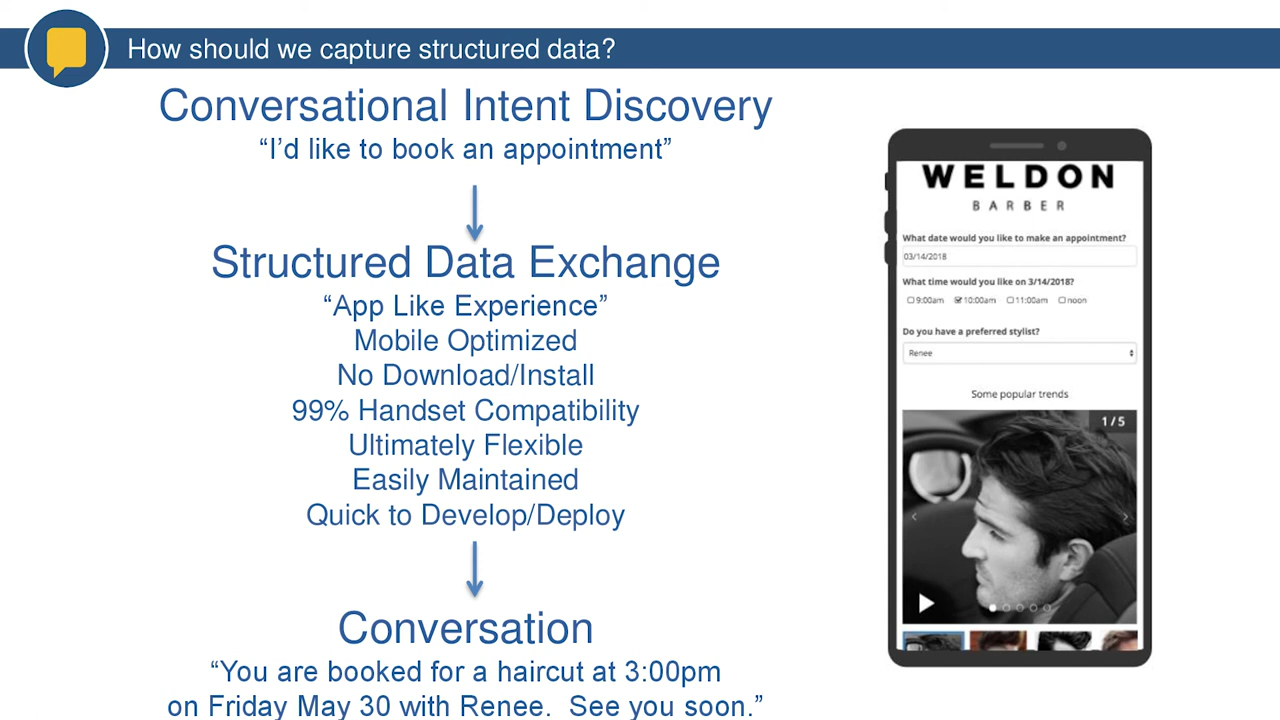 How should we capture structured data?
Conversational Intent Discovery
“I’d like to book an appointment”
Structured Data Exchange
“App Like Experience”
Mobile Optimized
No Download/Install
99% Handset Compatibility
Ultimately Flexible
Easily Maintained
Quick to Develop/Deploy
Conversation
“You are booked for a haircut at 3:00pm
on Friday May 30 with Renee.  See you soon.”
WELDON
BARBER
What date would you like to make an appointment?
03/14/2018
What time would you like on 3/14/2018?
9:00am 10:00am 11:00am noon
Do you have a preferred stylist?
Renee
Some popular trends
1 / 5